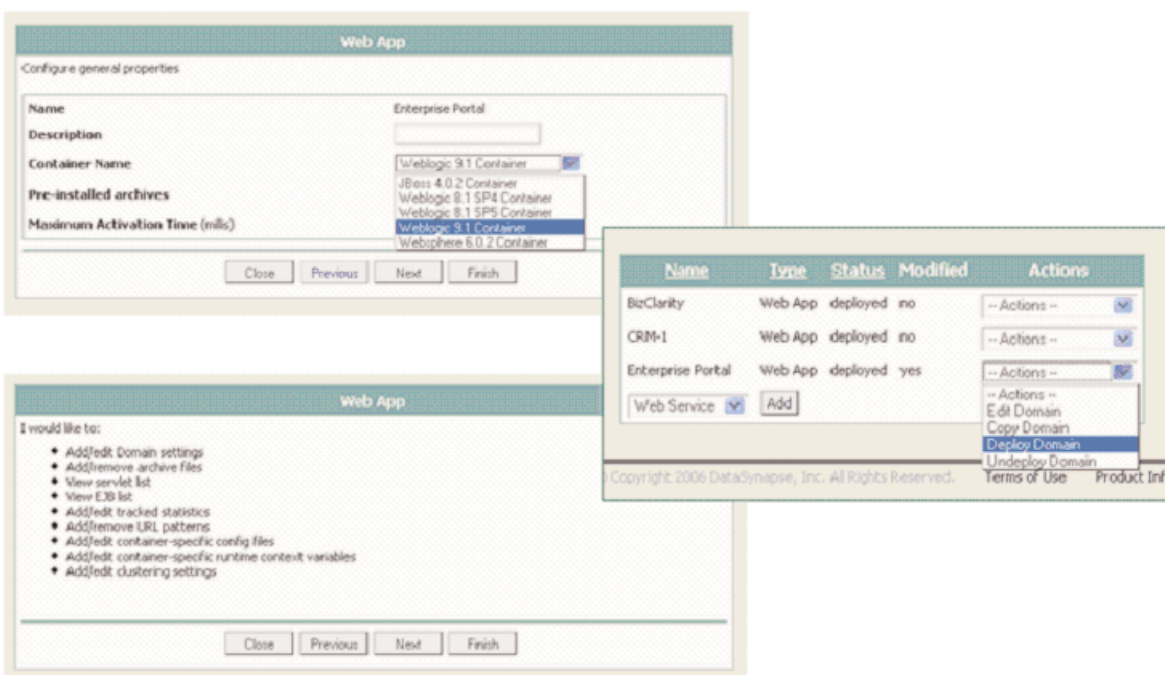 Web App
Configure general properties
Name Enterprise Portal
Description
Container Name Weblogic 9.1 Container
JBoss 4.0.2 Container
Pre-installed archives Weblogic 8.1 SP4 Container
Weblogic 8.1 SP5 Container
Maximum Activation Time (mills) Weblogic 9.1 Container
Websphere 6.0.2 Container
Close Previous Next Finish
Name Type Status Modified Actions
BizClarity Web App deployed no -- Actions --
CRM-1 Web App deployed no -- Actions --
Enterprise Portal Web App deployed yes -- Actions --
Web Service Add
-- Actions --
Edit Domain
Copy Domain
Deploy Domain
Undeploy Domain
Copyright 2006 DataSynapse, Inc. All Rights Reserved. Terms of Use Product Inf
Web App
I would like to:
Add/edit Domain settings
Add/remove archive files
View servlet list
View EJB list
Add/edit tracked statistics
Add/remove URL patterns
Add/edit container-specific config files
Add/edit container-specific runtime context variables
Add/edit clustering settings
Close Previous Next Finish